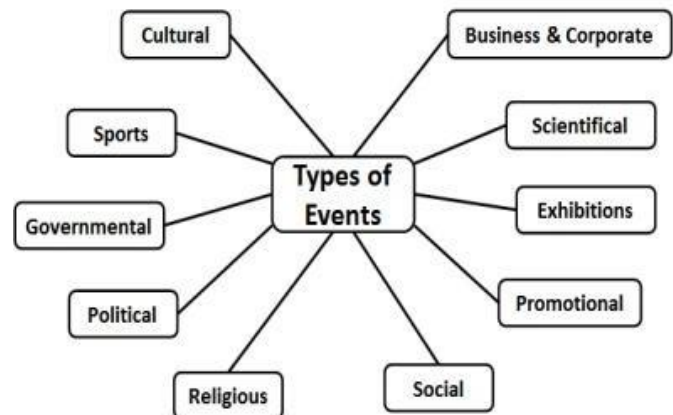 Cultural
Business & Corporate
Sports
Scientifical
Types of
Events
Governmental
Exhibitions
Political
Promotional
Religious
Social